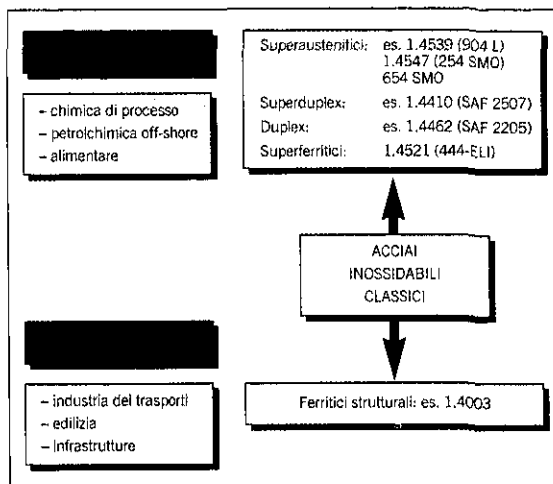 – chimica di processo
– petrolchimica off-shore
– alimentare
Superaustenitici: es. 1.4539 (904 L)
1.4547 (254 SMO)
654 SMO
Superduplex: es. 1.4410 (SAF 2507)
Duplex: es. 1.4462 (SAF 2205)
Superferritici: 1.4521 (444-ELI)
ACCIAI
INOSSIDABILI
CLASSICI
– industria dei trasporti
– edilizia
– infrastrutture
Ferritici strutturali: es. 1.4003